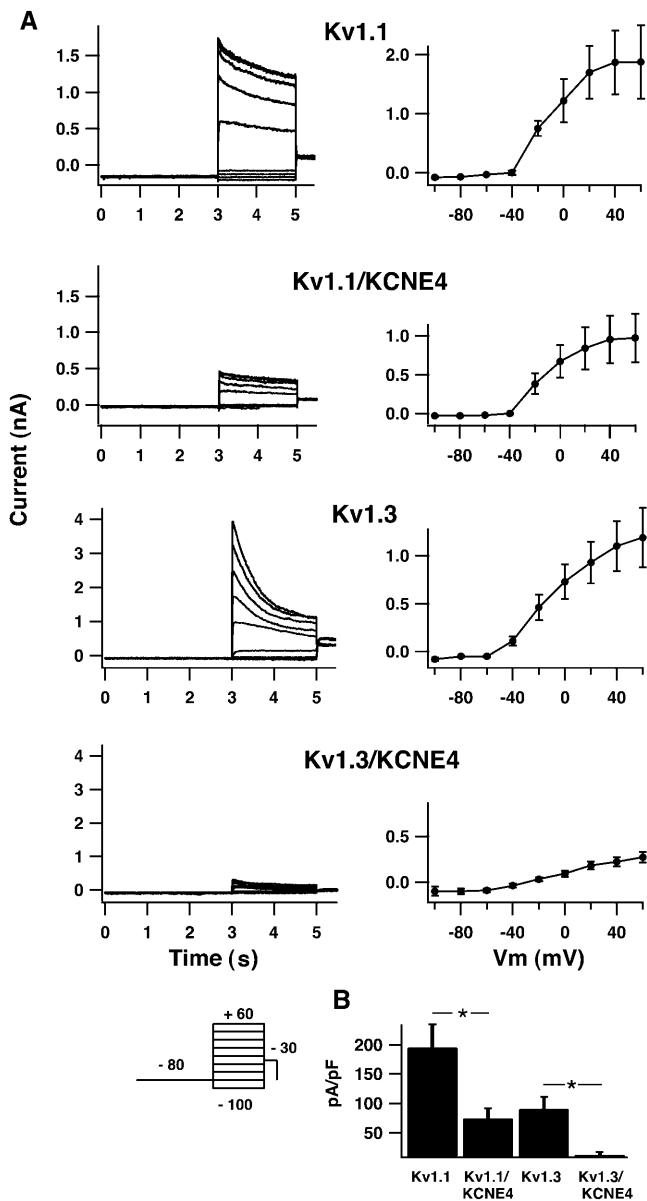 A
Kv1.1
1.5
1.0
0.5
0.0
0 1 2 3 4 5
2.0
1.0
0.0
-80 -40 0 40
Kv1.1/KCNE4
1.5
1.0
0.5
0.0
0 1 2 3 4 5
1.0
0.5
0.0
-80 -40 0 40
Current (nA)
Kv1.3
4
3
2
1
0
0 1 2 3 4 5
1.0
0.5
0.0
-80 -40 0 40
Kv1.3/KCNE4
4
3
2
1
0
0 1 2 3 4 5
Time (s)
0.5
0.0
-80 -40 0 40
Vm (mV)
+ 60
- 30
- 80
- 100
B
pA/pF
200
150
100
50
*
*
Kv1.1
Kv1.1/
KCNE4
Kv1.3
Kv1.3/
KCNE4